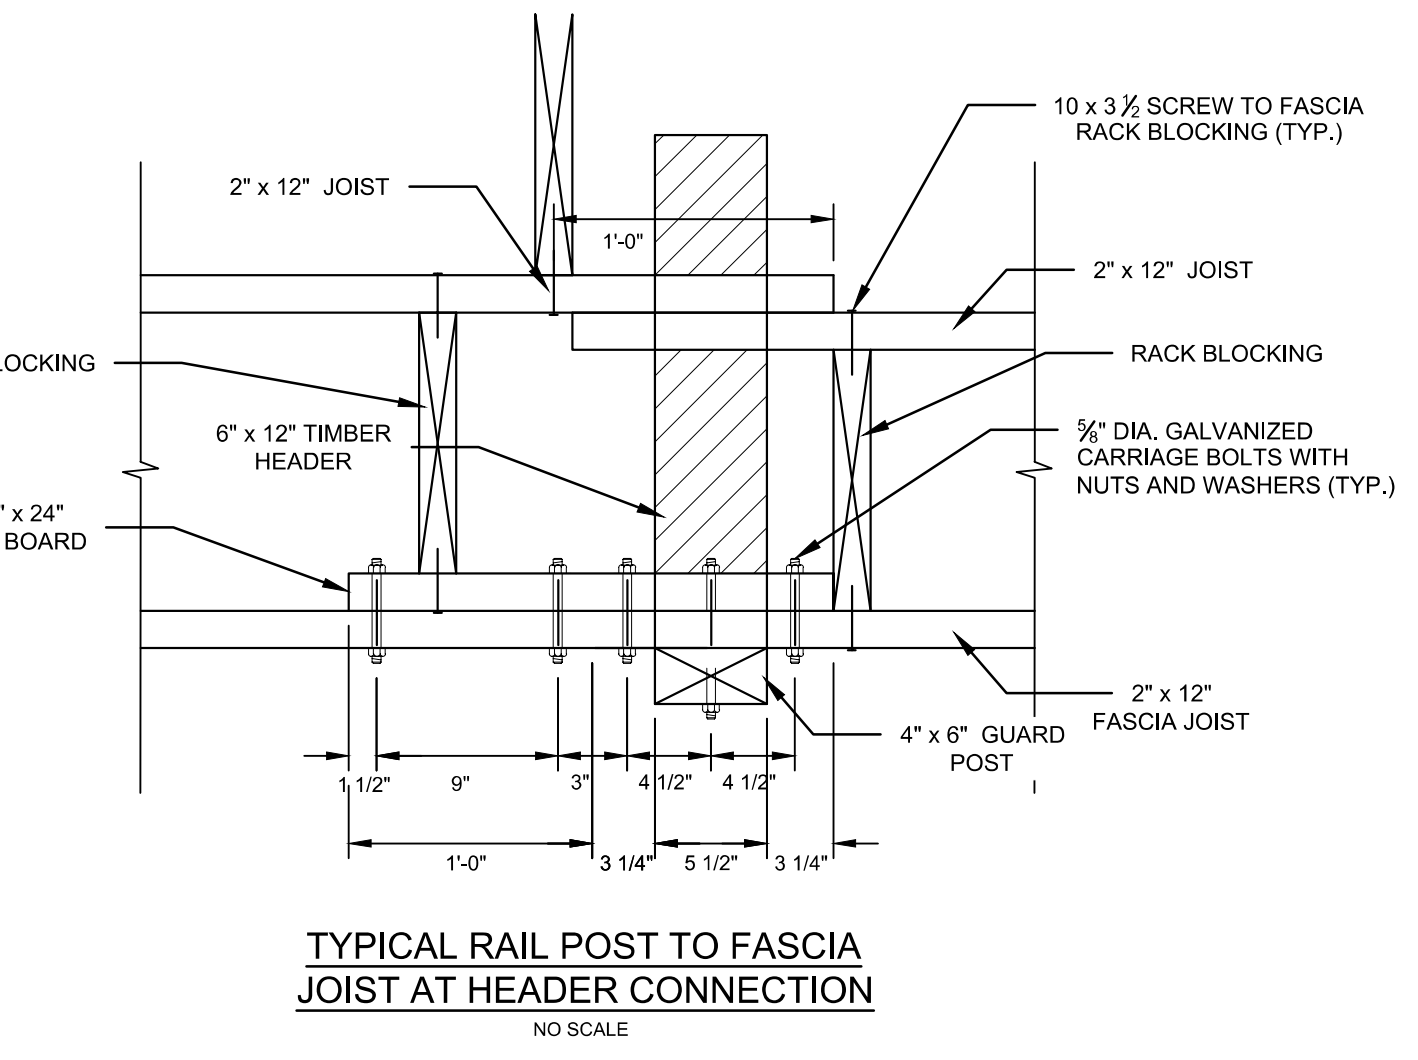 10 x 3 ½ SCREW TO FASCIA
RACK BLOCKING (TYP.)
2" x 12" JOIST
1'-0"
2" x 12" JOIST
RACK BLOCKING
LOCKING
6" x 12" TIMBER
HEADER
⅝" DIA. GALVANIZED
CARRIAGE BOLTS WITH
NUTS AND WASHERS (TYP.)
" x 24"
BOARD
2" x 12"
FASCIA JOIST
4" x 6" GUARD
POST
1 1/2" 9" 3" 4 1/2" 4 1/2"
1'-0" 3 1/4" 5 1/2" 3 1/4"
TYPICAL RAIL POST TO FASCIA
JOIST AT HEADER CONNECTION
NO SCALE